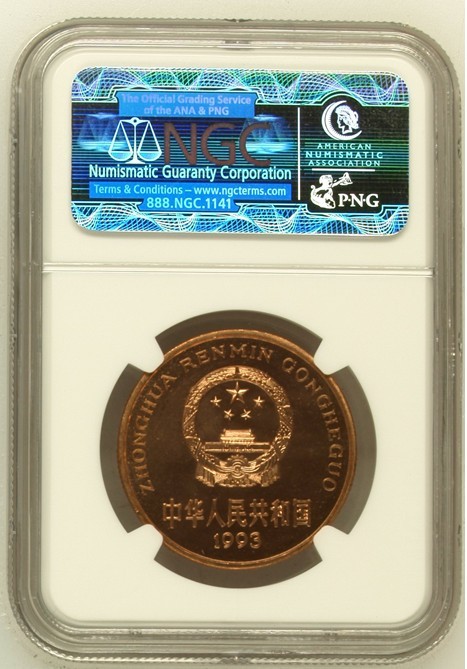 The Official Grading Service
of the ANA & PNG
NGC
Numismatic Guaranty Corporation
Terms & Conditions – www.ngcterms.com
888.NGC.1141
AMERICAN
NUMISMATIC
ASSOCIATION
PNG
ZHONGHUA RENMIN GONGHEGUO
中华人民共和国
1993